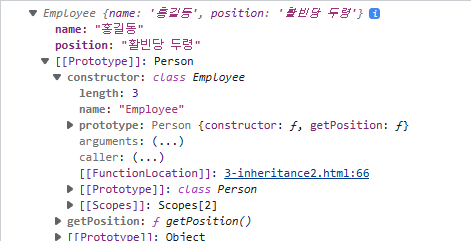 Employee {name: '홍길동', position: '활빈당 두령'} i
name: "홍길동"
position: "활빈당 두령"
[[Prototype]]: Person
constructor: class Employee
length: 3
name: "Employee"
prototype: Person {constructor: ƒ, getPosition: ƒ}
arguments: (...)
caller: (...)
[[FunctionLocation]]: 3-inheritance2.html:66
[[Prototype]]: class Person
[[Scopes]]: Scopes[2]
getPosition: ƒ getPosition()
[[Prototype]]: Object